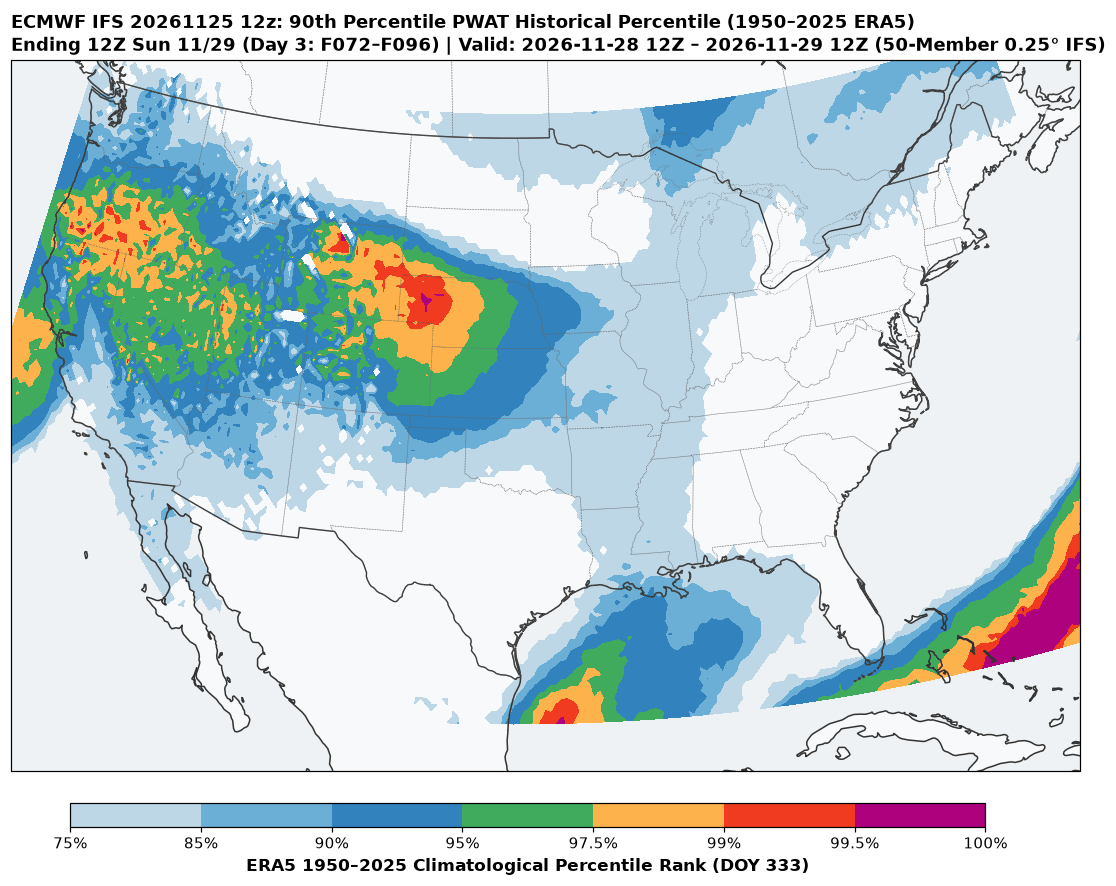 ECMWF IFS 20261125 12z: 90th Percentile PWAT Historical Percentile (1950–2025 ERA5)
Ending 12Z Sun 11/29 (Day 3: F072–F096) | Valid: 2026-11-28 12Z – 2026-11-29 12Z (50-Member 0.25° IFS)
75% 85% 90% 95% 97.5% 99% 99.5% 100%
ERA5 1950–2025 Climatological Percentile Rank (DOY 333)